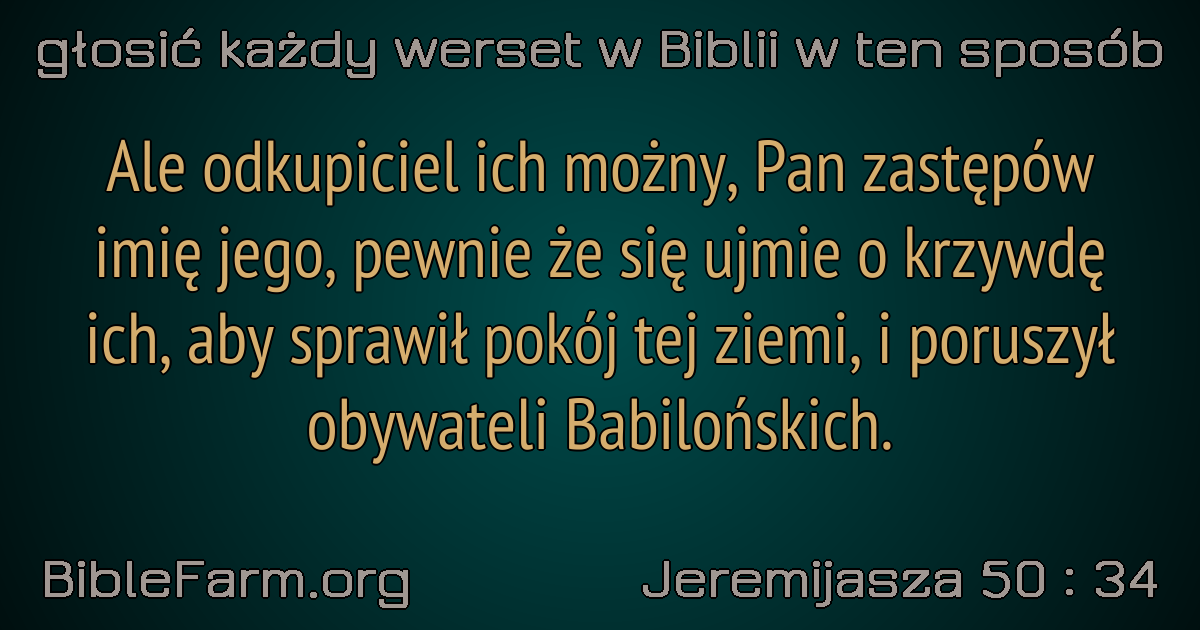 głosić każdy werset w Biblii w ten sposób
Ale odkupiciel ich możny, Pan zastępów
imię jego, pewnie że się ujmie o krzywdę
ich, aby sprawił pokój tej ziemi, i poruszył
obywateli Babilońskich.
BibleFarm.org
Jeremijasza 50 : 34